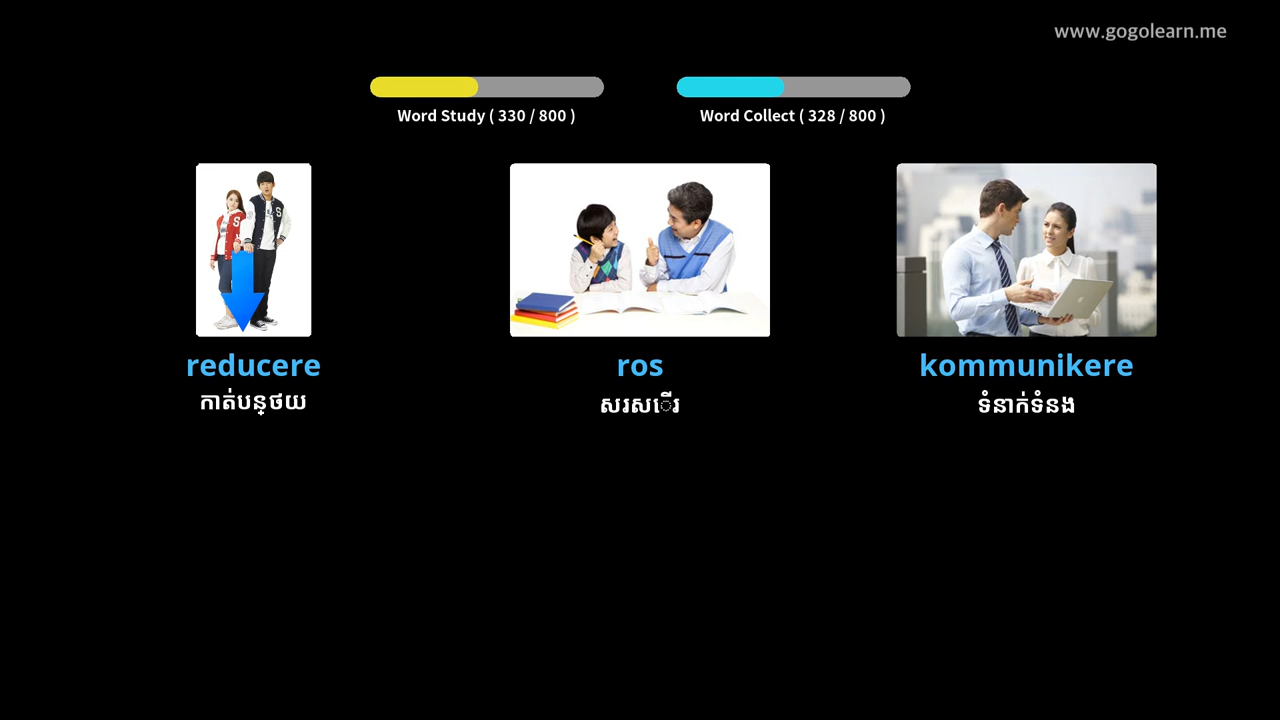 www.gogolearn.me
Word Study ( 330 / 800 )
Word Collect ( 328 / 800 )
reducere
ros
kommunikere
កាត់បន្ថយ
សរសើរ
ទំនាក់ទំនង